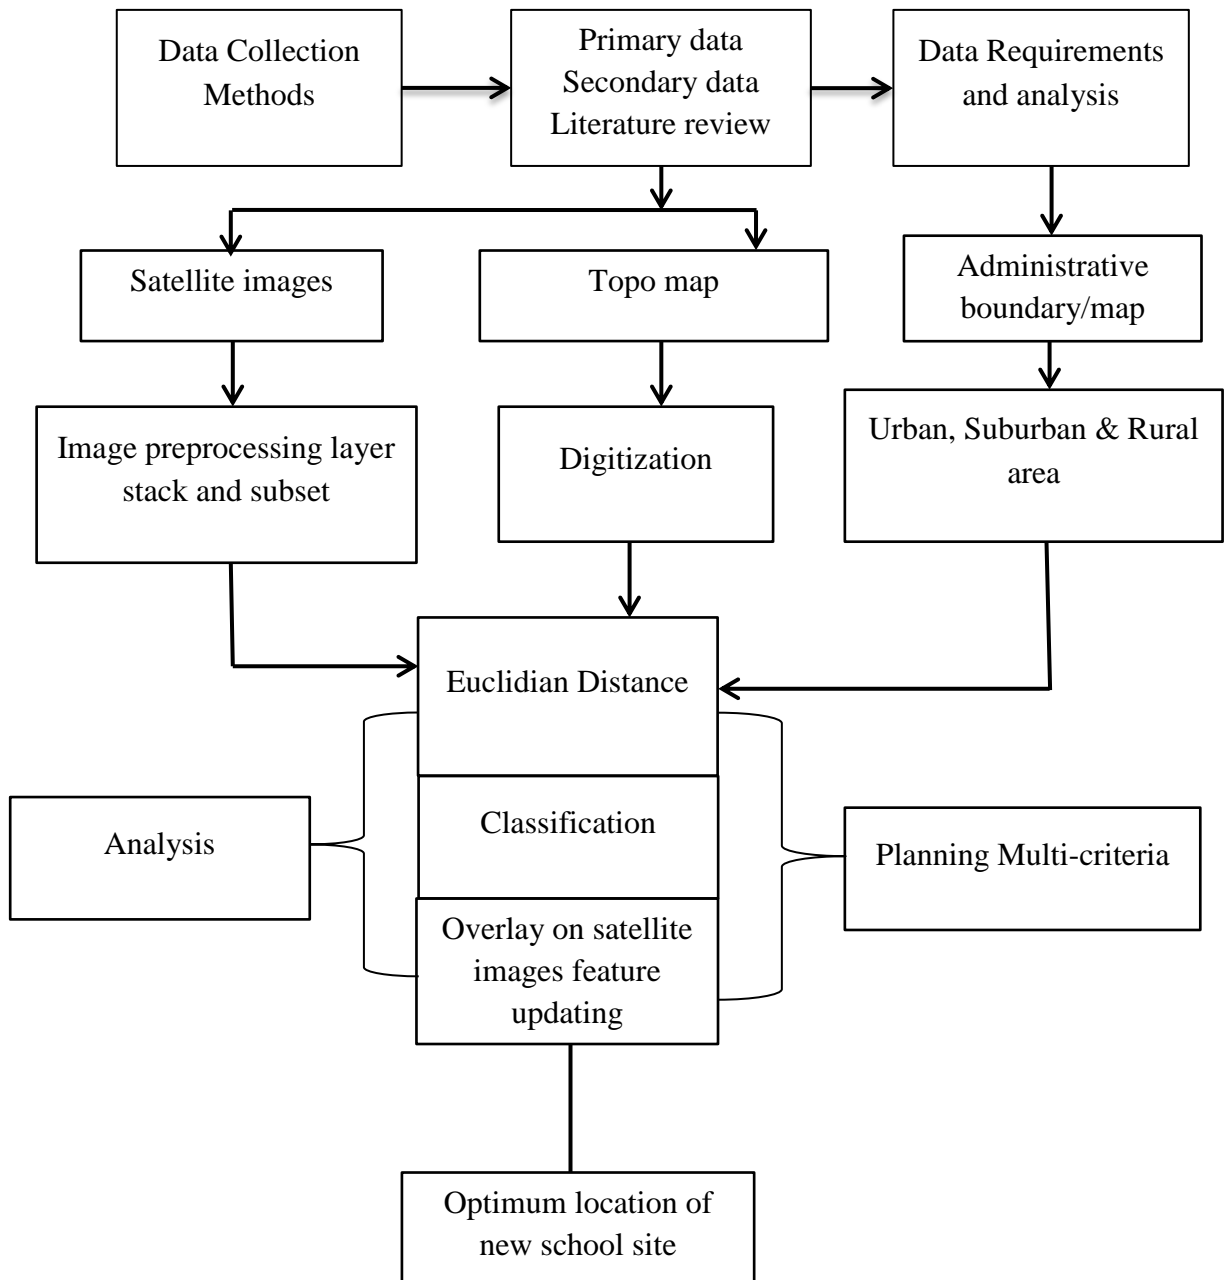 Data Collection
Methods
Primary data
Secondary data
Literature review
Data Requirements
and analysis
Satellite images
Topo map
Administrative
boundary/map
Image preprocessing layer
stack and subset
Digitization
Urban, Suburban & Rural
area
Euclidian Distance
Analysis
Classification
Planning Multi-criteria
Overlay on satellite
images feature
updating
Optimum location of
new school site